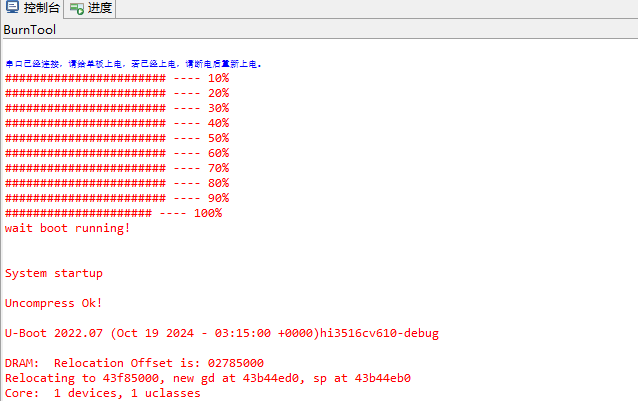 控制台 进度
BurnTool
串口已经连接，请给单板上电，若已经上电，请断电后重新上电。
####################### ---- 10%
####################### ---- 20%
####################### ---- 30%
####################### ---- 40%
####################### ---- 50%
####################### ---- 60%
####################### ---- 70%
####################### ---- 80%
####################### ---- 90%
##################### ---- 100%
wait boot running!
System startup
Uncompress Ok!
U-Boot 2022.07 (Oct 19 2024 - 03:15:00 +0000)hi3516cv610-debug
DRAM:  Relocation Offset is: 02785000
Relocating to 43f85000, new gd at 43b44ed0, sp at 43b44eb0
Core:  1 devices, 1 uclasses